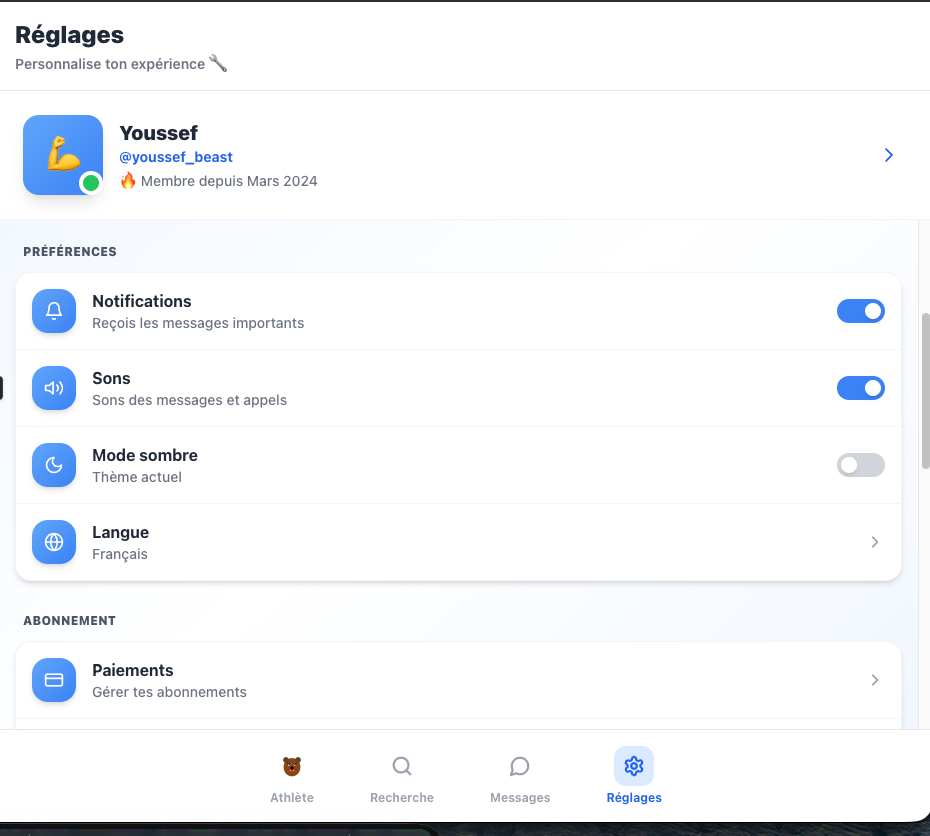 Réglages
Personnalise ton expérience 🔧
Youssef
@youssef_beast
🔥 Membre depuis Mars 2024
PRÉFÉRENCES
Notifications
Reçois les messages importants
Sons
Sons des messages et appels
Mode sombre
Thème actuel
Langue
Français
ABONNEMENT
Paiements
Gérer tes abonnements
Athlète
Recherche
Messages
Réglages